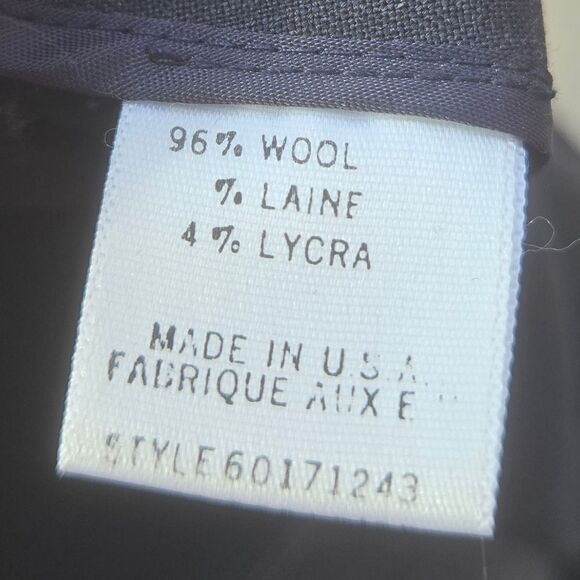 96% WOOL
% LAINE
4% LYCRA
MADE IN U.S.A.
FABRIQUE AUX E
STYLE 60171243